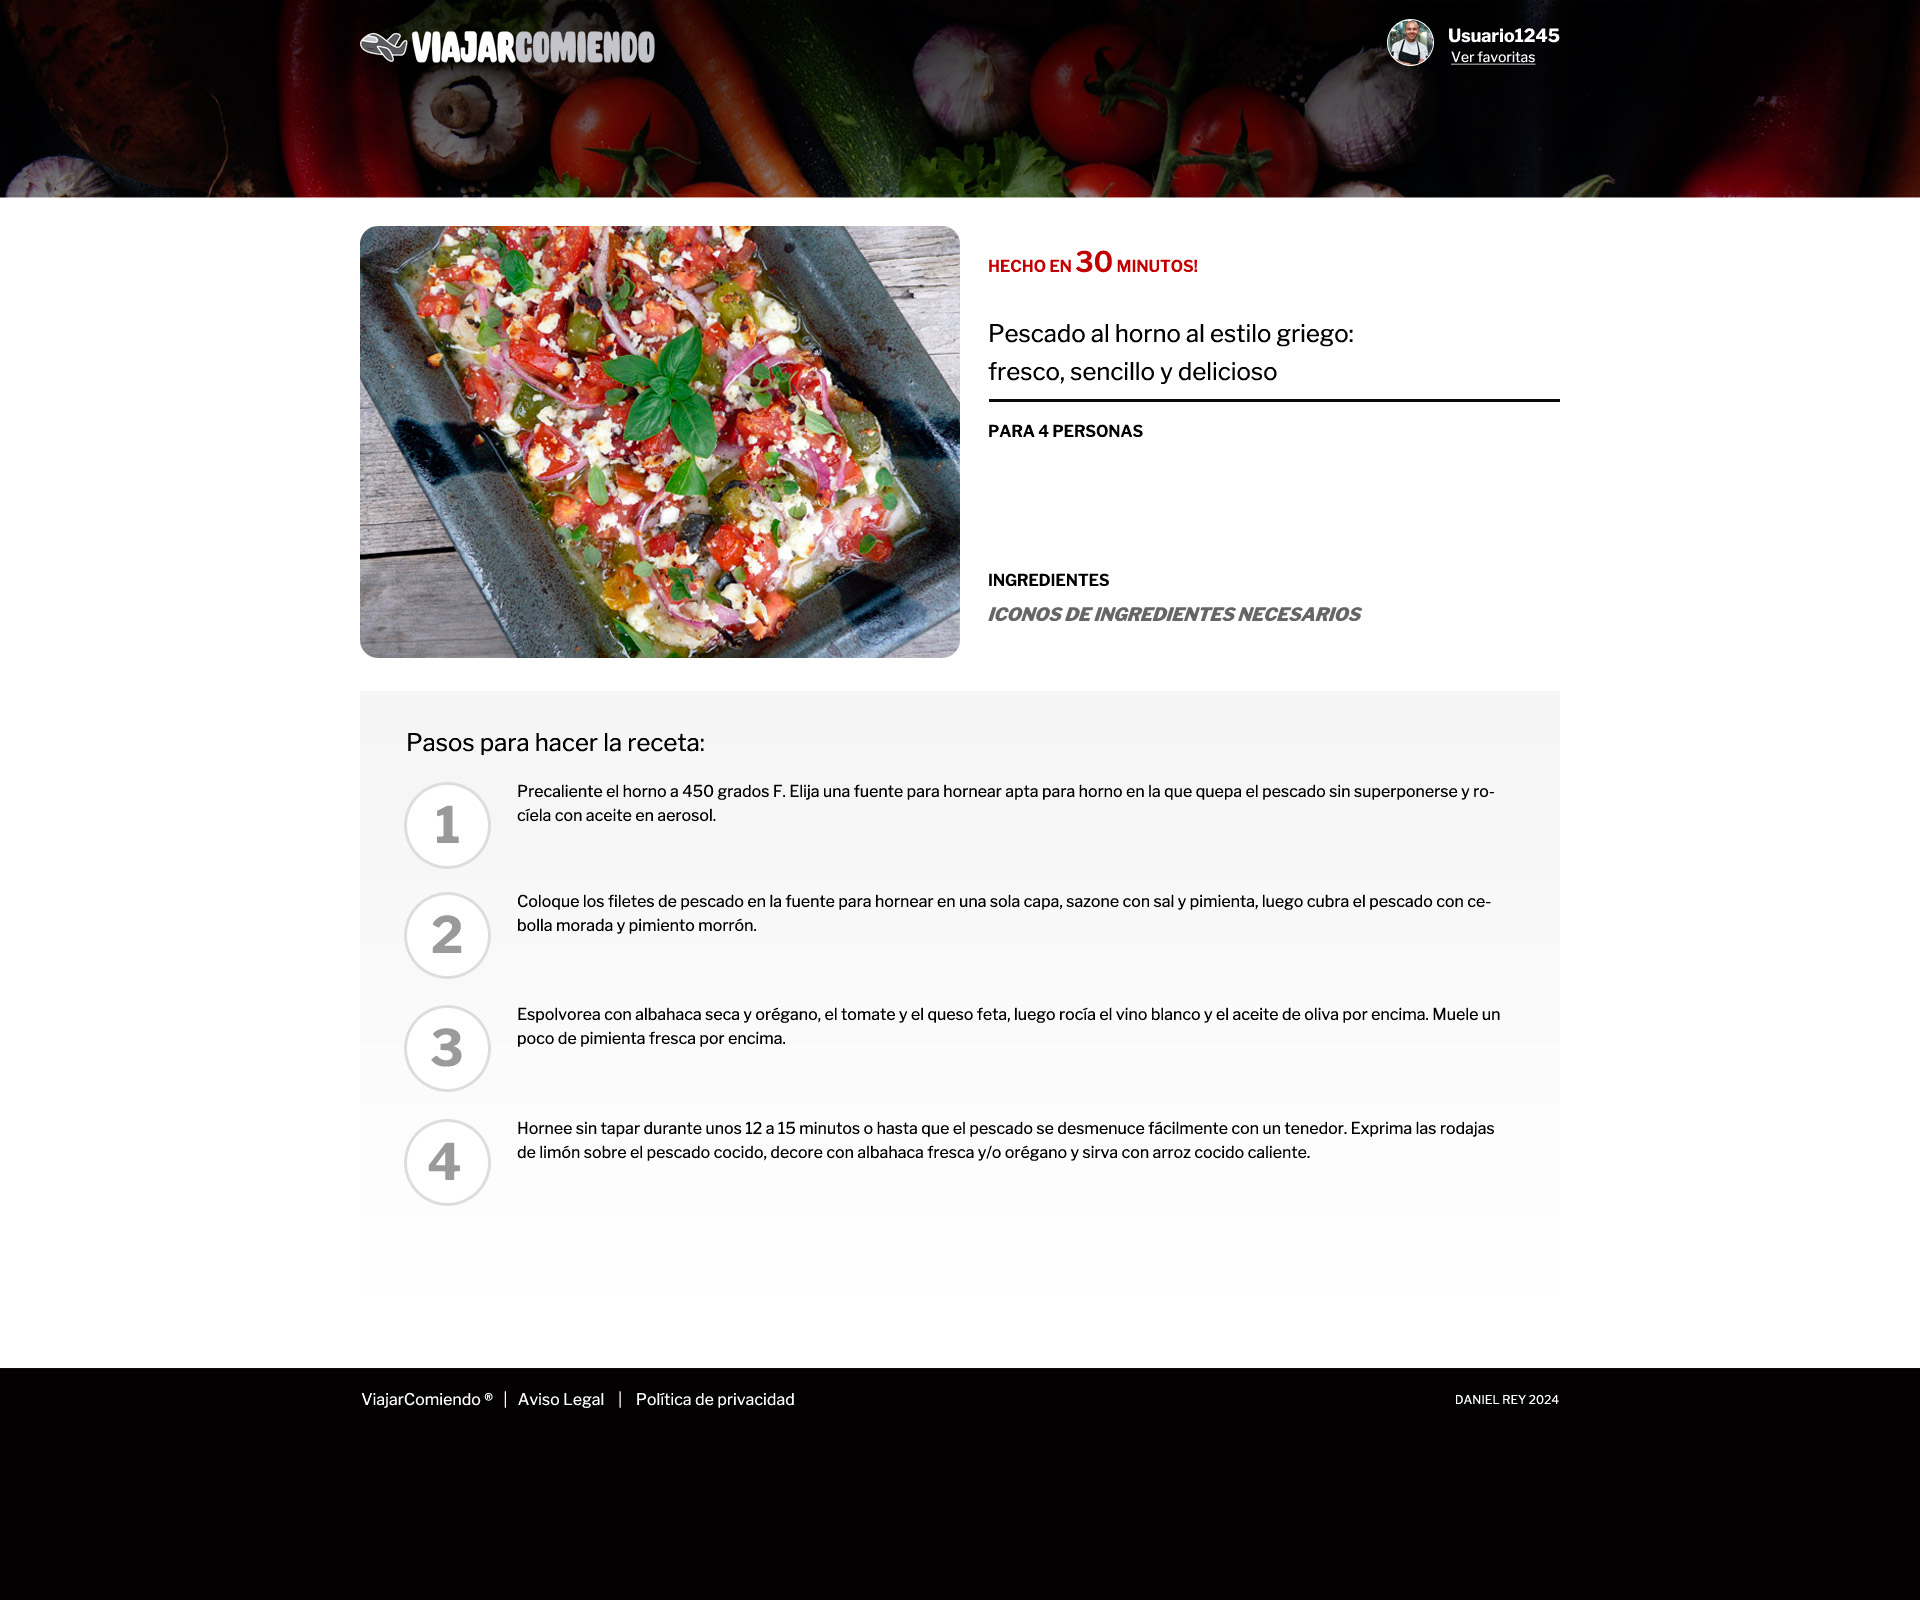 VIAJARCOMIENDO
Usuario1245
Ver favoritas
HECHO EN 30 MINUTOS!
Pescado al horno al estilo griego:
fresco, sencillo y delicioso
PARA 4 PERSONAS
INGREDIENTES
ICONOS DE INGREDIENTES NECESARIOS
Pasos para hacer la receta:
1
Precaliente el horno a 450 grados F. Elija una fuente para hornear apta para horno en la que quepa el pescado sin superponerse y ro-
cíela con aceite en aerosol.
2
Coloque los filetes de pescado en la fuente para hornear en una sola capa, sazone con sal y pimienta, luego cubra el pescado con ce-
bolla morada y pimiento morrón.
3
Espolvorea con albahaca seca y orégano, el tomate y el queso feta, luego rocía el vino blanco y el aceite de oliva por encima. Muele un
poco de pimienta fresca por encima.
4
Hornee sin tapar durante unos 12 a 15 minutos o hasta que el pescado se desmenuce fácilmente con un tenedor. Exprima las rodajas
de limón sobre el pescado cocido, decore con albahaca fresca y/o orégano y sirva con arroz cocido caliente.
ViajarComiendo ® | Aviso Legal | Política de privacidad
DANIEL REY 2024